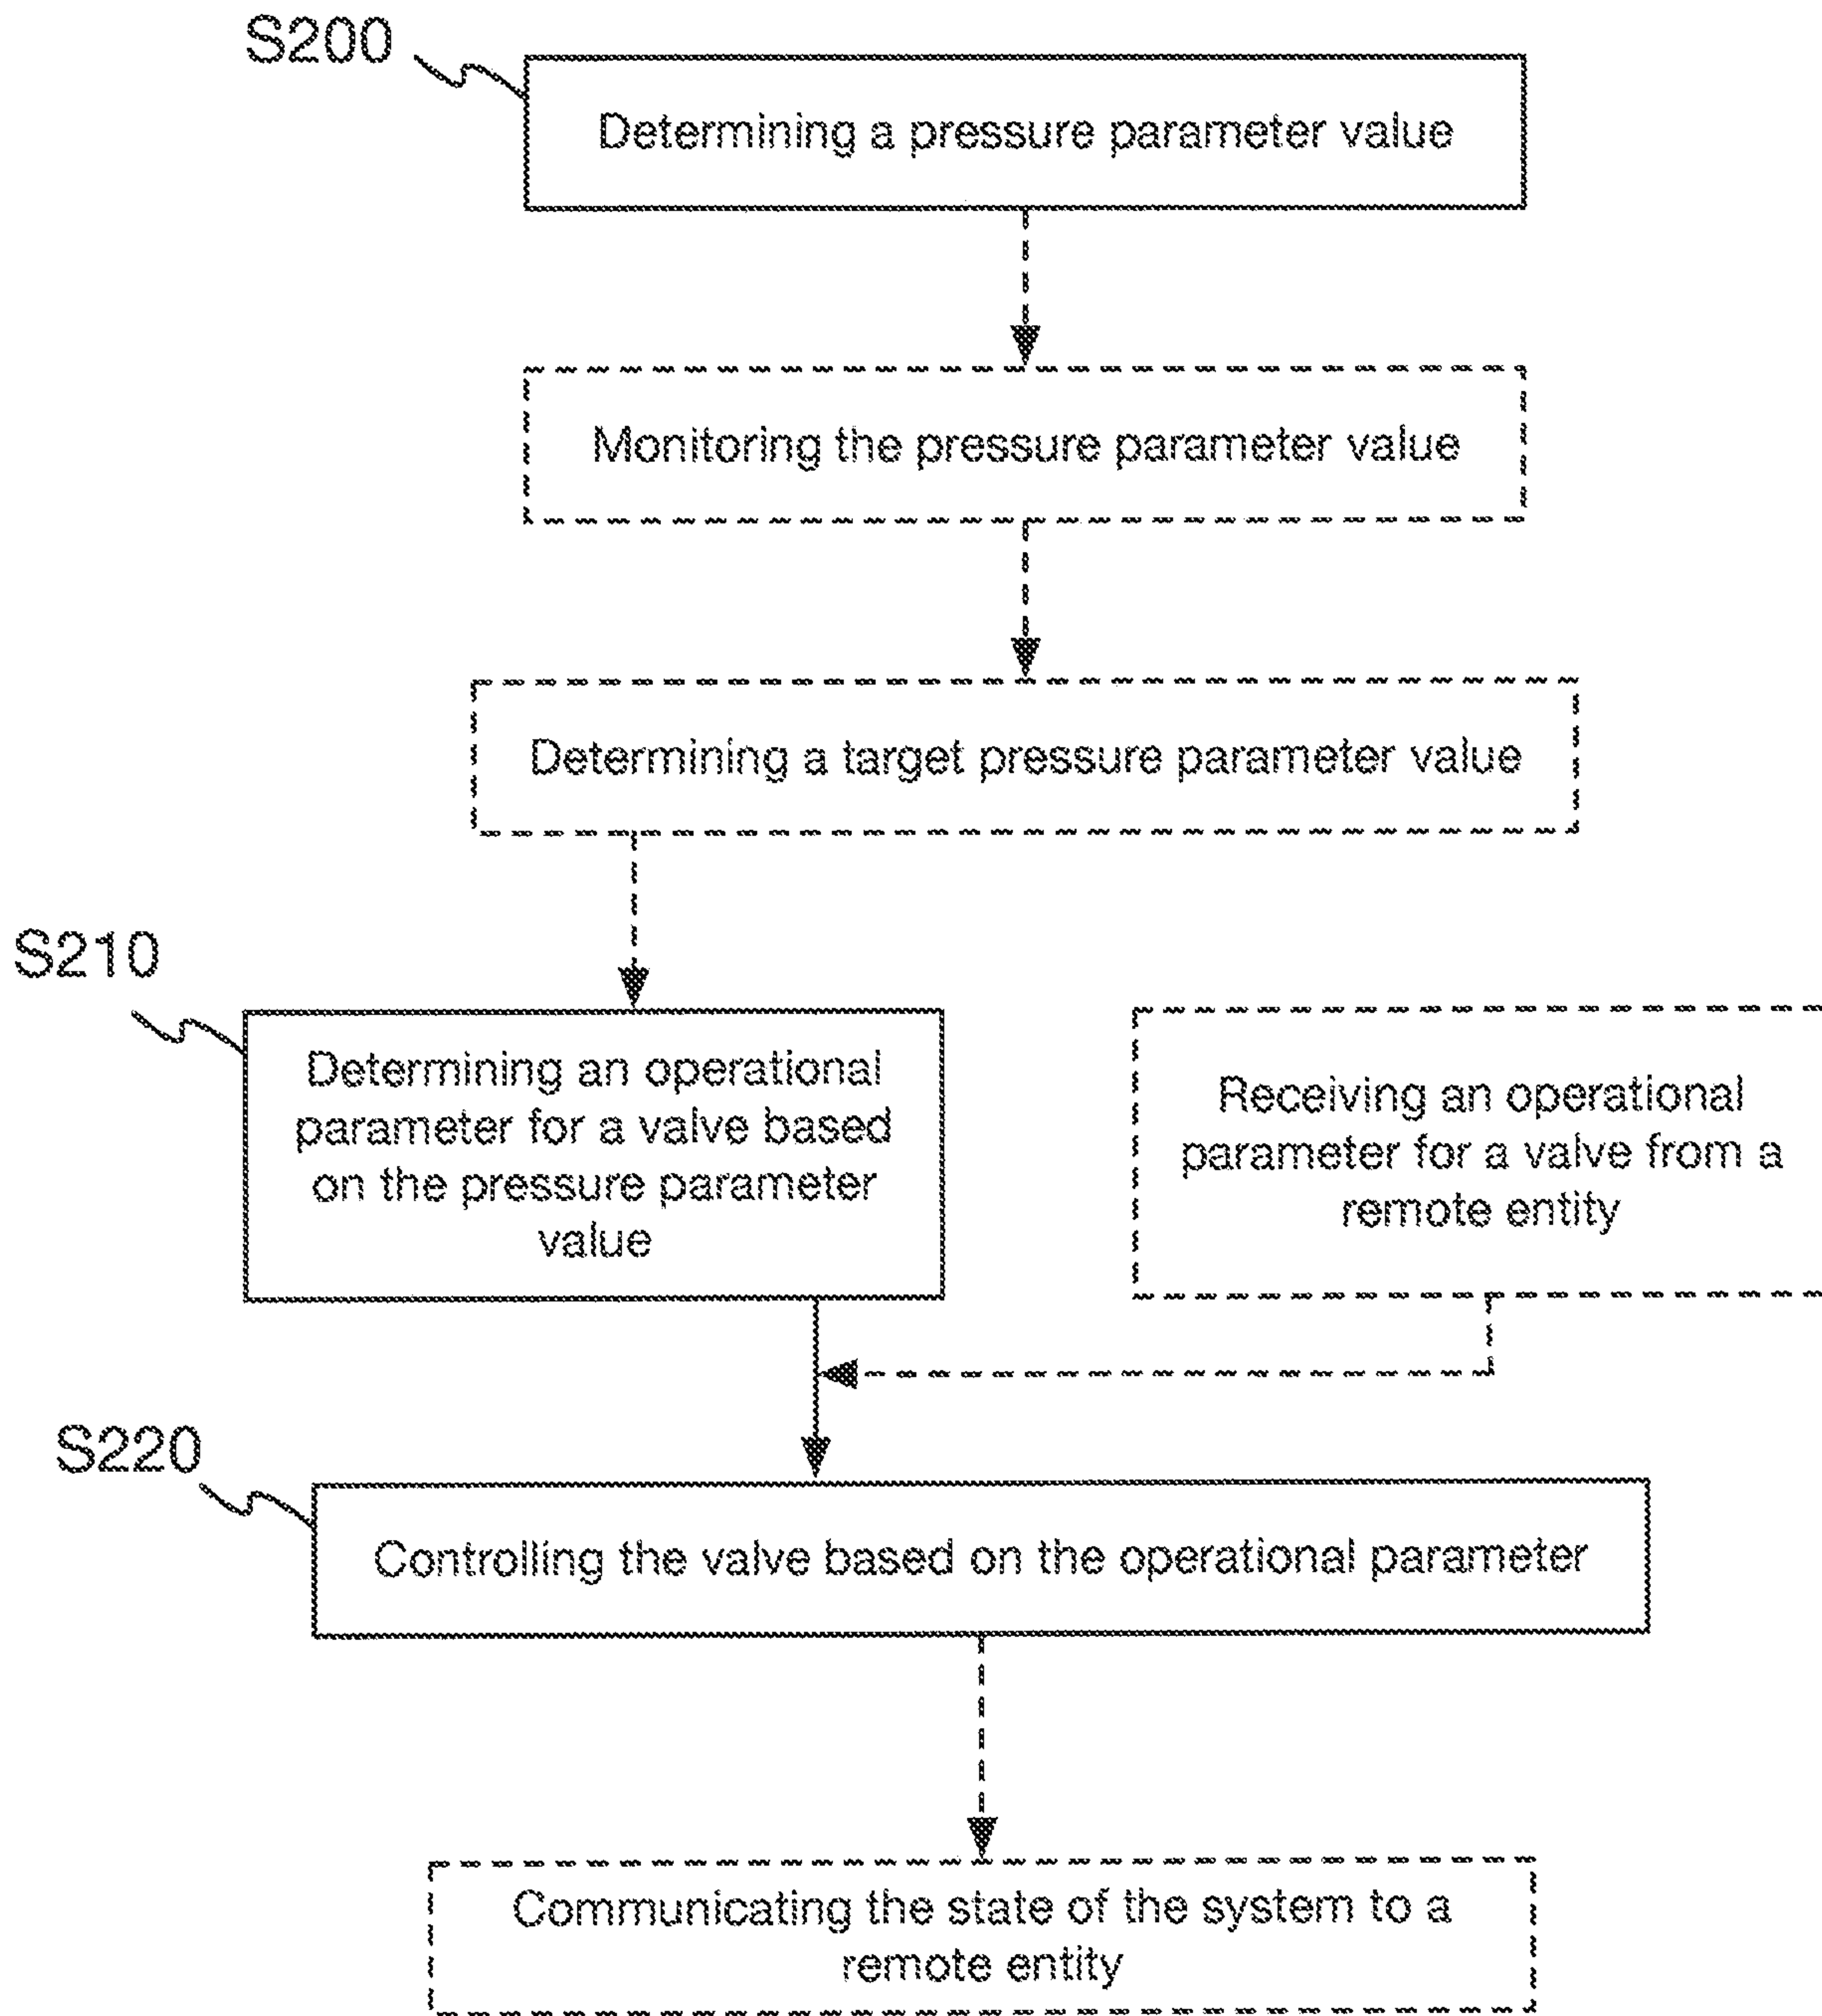 S200
Determining a pressure parameter value
Monitoring the pressure parameter value
Determining a target pressure parameter value
S210
Determining an operational
parameter for a valve based
on the pressure parameter
value
Receiving an operational
parameter for a valve from a
remote entity
S220
Controlling the valve based on the operational parameter
Communicating the state of the system to a
remote entity